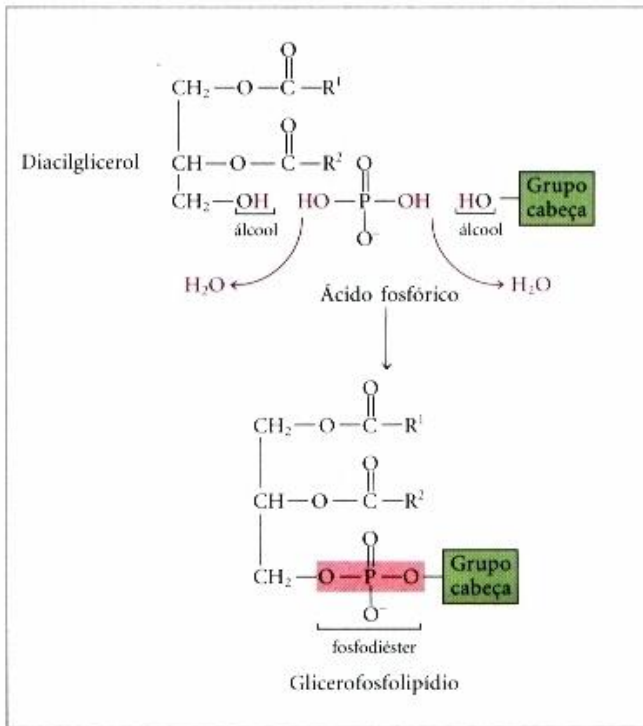 O
CH₂—O—C—R¹
O
Diacilglicerol
CH—O—C—R²
O
CH₂—OH HO—P—OH HO— Grupo cabeça
álcool
O⁻
álcool
H₂O
H₂O
Ácido fosfórico
O
CH₂—O—C—R¹
O
CH—O—C—R²
O
CH₂—O—P—O— Grupo cabeça
O⁻
fosfodiéster
Glicerofosfolipídio